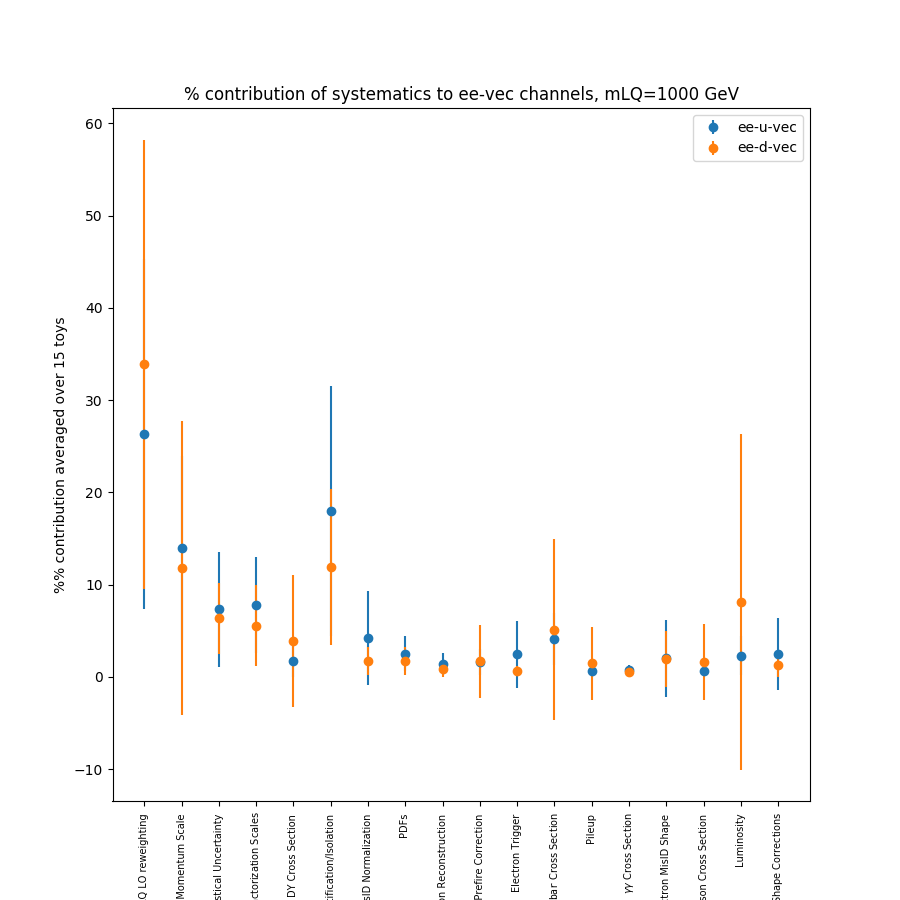 % contribution of systematics to ee-vec channels, mLQ=1000 GeV
ee-u-vec
ee-d-vec
%% contribution averaged over 15 toys
60
50
40
30
20
10
0
−10
Q LO reweighting
Momentum Scale
stical Uncertainty
ctorization Scales
DY Cross Section
tification/Isolation
sID Normalization
PDFs
on Reconstruction
Prefire Correction
Electron Trigger
bar Cross Section
Pileup
γγ Cross Section
tron MisID Shape
son Cross Section
Luminosity
Shape Corrections